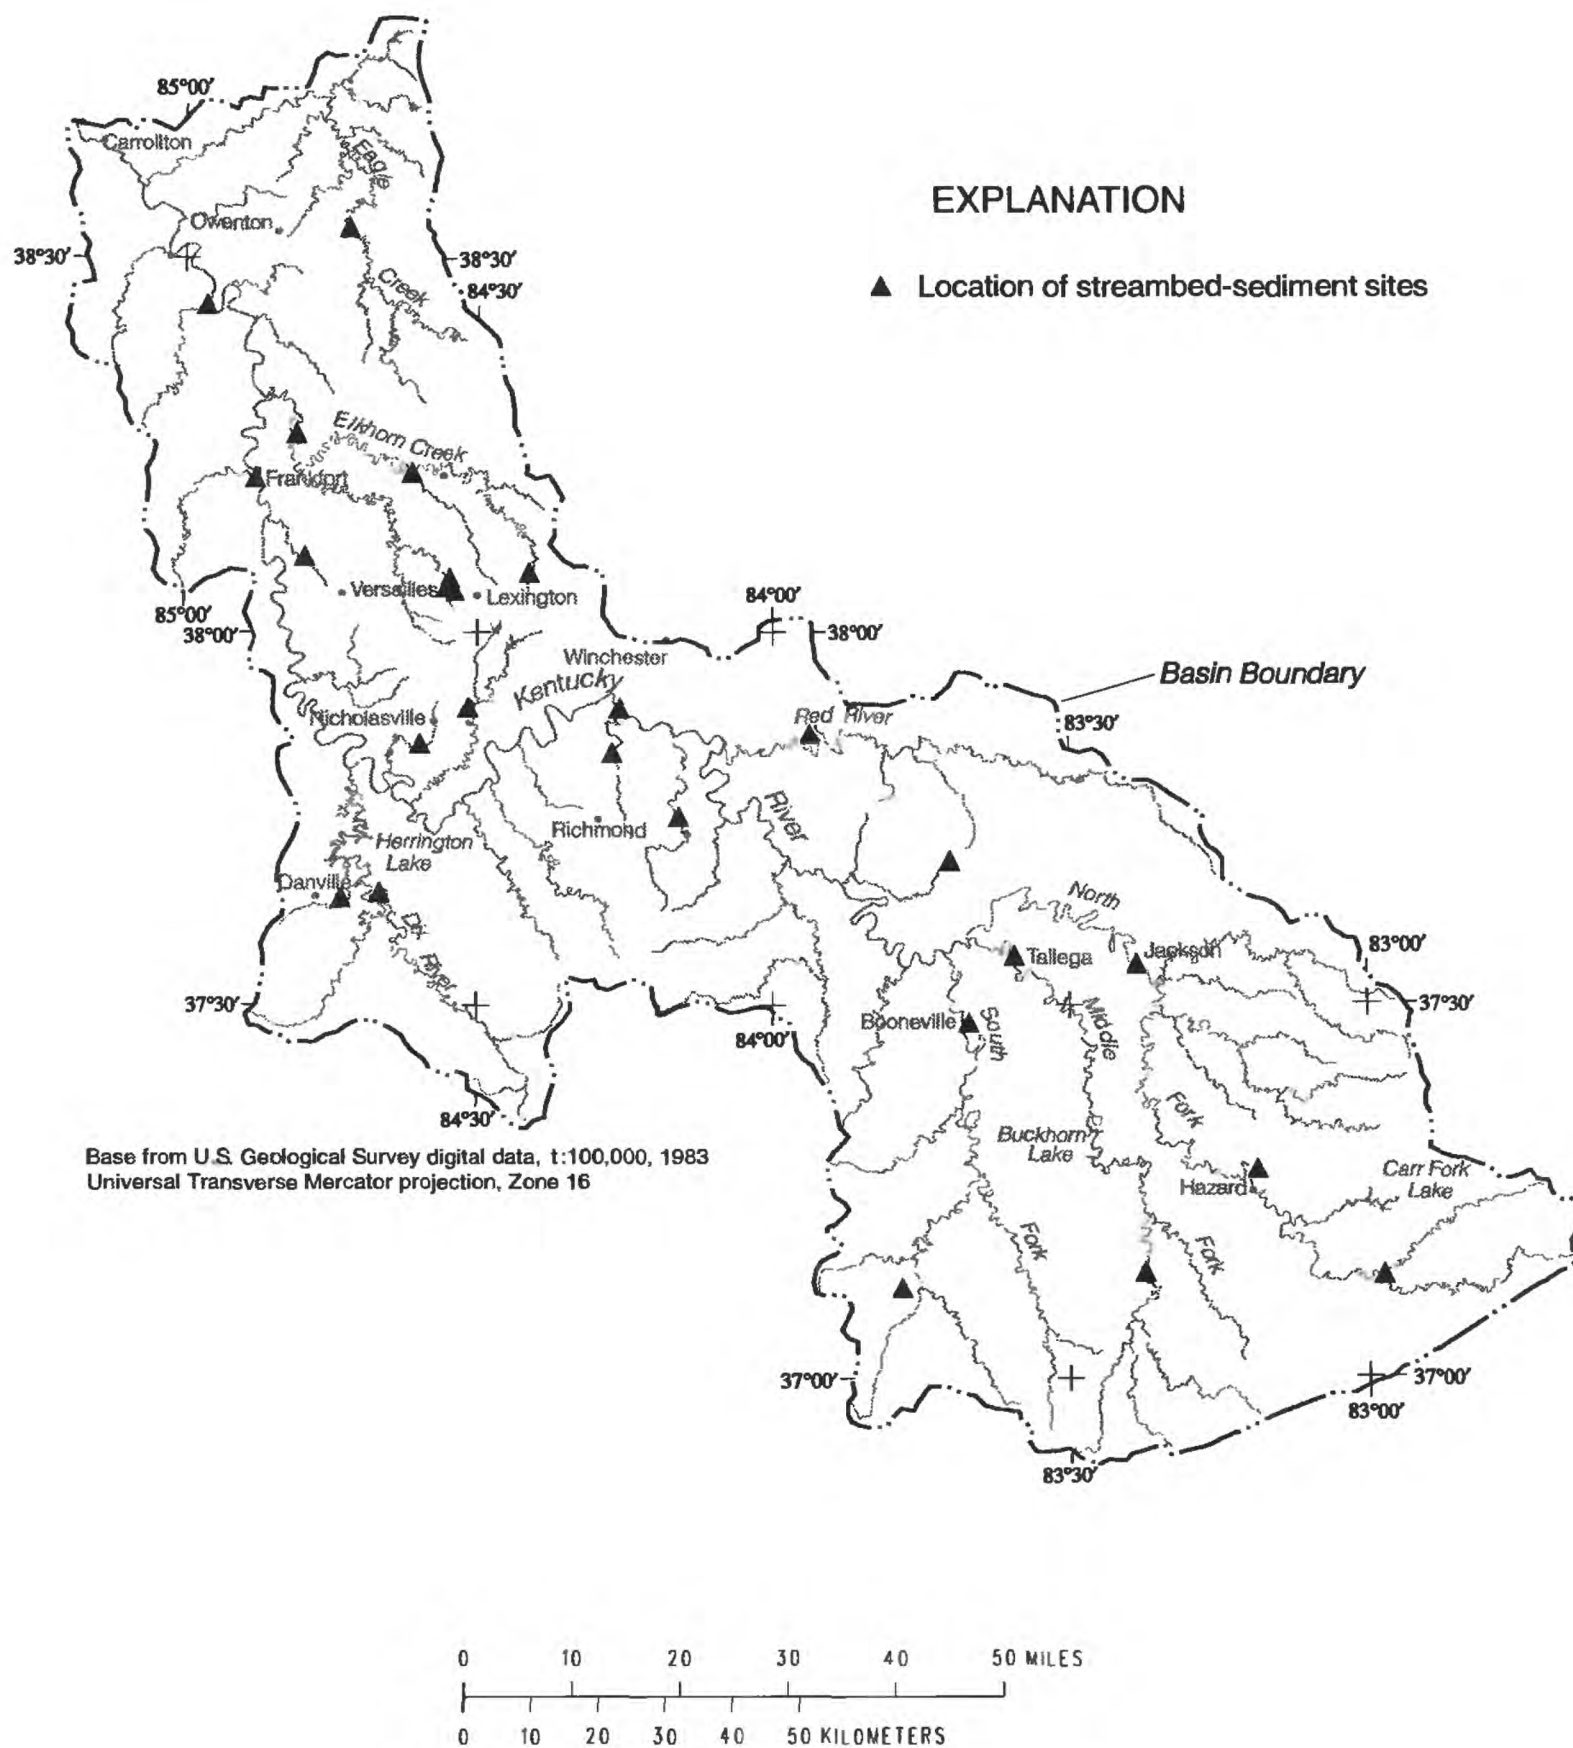 85°00′
Carrollton
Eagle
EXPLANATION
Owenton
38°30′
38°30′
84°30′
Creek
Location of streambed-sediment sites
Elkhorn Creek
Frankfort
Versailles
Lexington
84°00′
85°00′
38°00′
38°00′
Winchester
Basin Boundary
Kentucky
Nicholasville
Red River
83°30′
River
Richmond
Herrington
Lake
Danville
North
Dix
River
Tallega
Jackson
83°00′
37°30′
37°30′
Booneville
South
Middle
84°00′
84°30′
Fork
Buckhorn
Lake
Base from U.S. Geological Survey digital data, 1:100,000, 1983
Universal Transverse Mercator projection, Zone 16
Hazard
Carr Fork
Lake
Fork
Fork
37°00′
37°00′
83°00′
83°30′
0 10 20 30 40 50 MILES
0 10 20 30 40 50 KILOMETERS